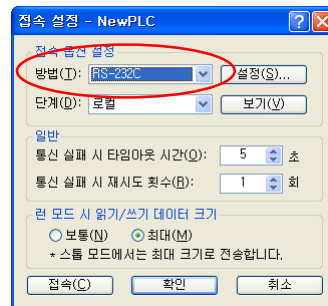 접속 설정 - NewPLC
접속 옵션 설정
방법(T): RS-232C 설정(S)...
단계(D): 로컬 보기(V)
일반
통신 실패 시 타임아웃 시간(O): 5 초
통신 실패 시 재시도 횟수(R): 1 회
런 모드 시 읽기/쓰기 데이터 크기
보통(N) 최대(M)
* 스톱 모드에서는 최대 크기로 전송합니다.
접속(C) 확인 취소